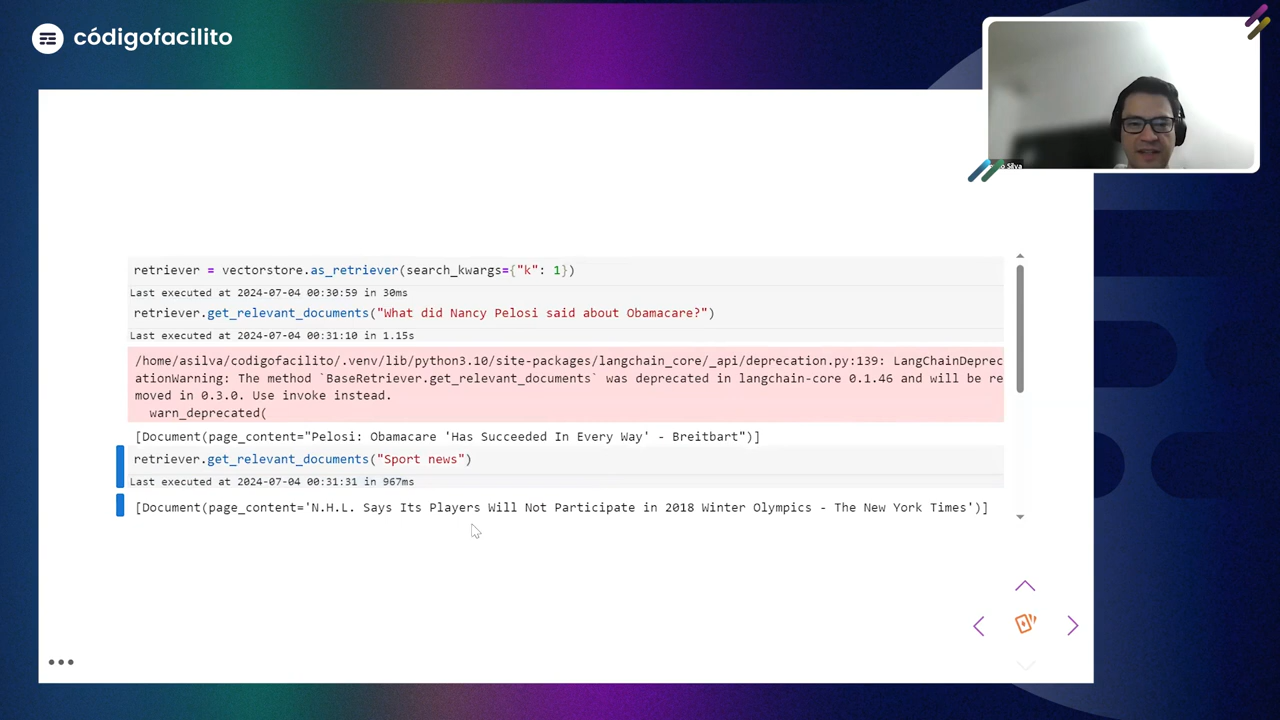 códigofacilito
Silva
retriever = vectorstore.as_retriever(search_kwargs={"k": 1})
Last executed at 2024-07-04 00:30:59 in 30ms
retriever.get_relevant_documents("What did Nancy Pelosi said about Obamacare?")
Last executed at 2024-07-04 00:31:10 in 1.15s
/home/asilva/codigofacilito/.venv/lib/python3.10/site-packages/langchain_core/_api/deprecation.py:139: LangChainDeprec
ationWarning: The method `BaseRetriever.get_relevant_documents` was deprecated in langchain-core 0.1.46 and will be re
moved in 0.3.0. Use invoke instead.
warn_deprecated(
[Document(page_content="Pelosi: Obamacare 'Has Succeeded In Every Way' - Breitbart")]
retriever.get_relevant_documents("Sport news")
Last executed at 2024-07-04 00:31:31 in 967ms
[Document(page_content='N.H.L. Says Its Players Will Not Participate in 2018 Winter Olympics - The New York Times')]